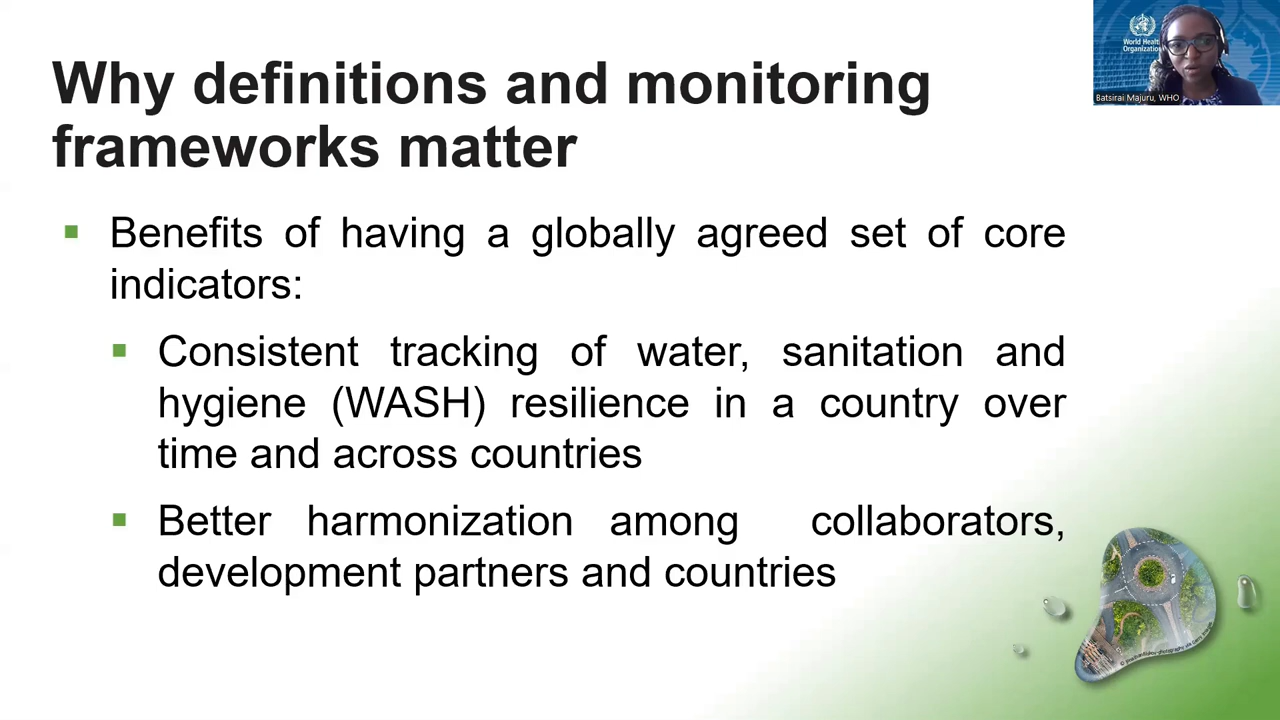 Why definitions and monitoring
frameworks matter
Benefits of having a globally agreed set of core
indicators:
Consistent tracking of water, sanitation and
hygiene (WASH) resilience in a country over
time and across countries
Better harmonization among collaborators,
development partners and countries
World Health
Organization
Batsirai Majuru, WHO